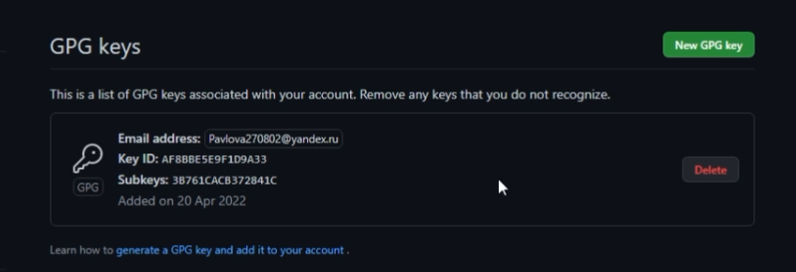 GPG keys
New GPG key
This is a list of GPG keys associated with your account. Remove any keys that you do not recognize.
Email address: Pavlova270802@yandex.ru
Key ID: AF8BBE5E9F1D9A33
Subkeys: 3B761CACB372841C
GPG
Added on 20 Apr 2022
Delete
Learn how to generate a GPG key and add it to your account .